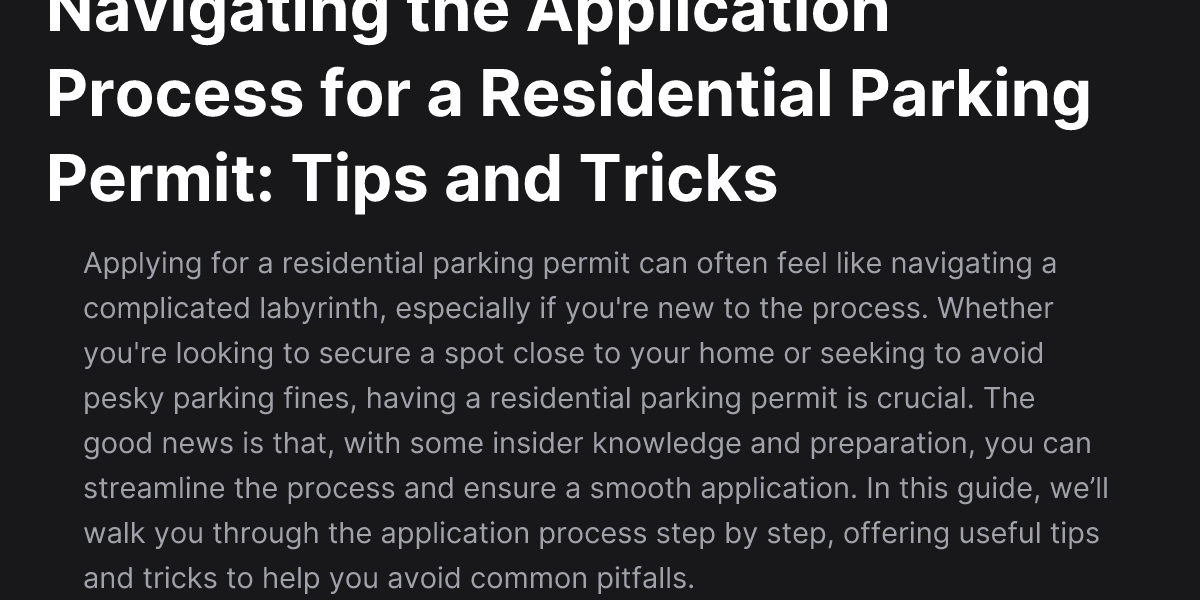 Navigating the Application
Process for a Residential Parking
Permit: Tips and Tricks
Applying for a residential parking permit can often feel like navigating a
complicated labyrinth, especially if you're new to the process. Whether
you're looking to secure a spot close to your home or seeking to avoid
pesky parking fines, having a residential parking permit is crucial. The
good news is that, with some insider knowledge and preparation, you can
streamline the process and ensure a smooth application. In this guide, we’ll
walk you through the application process step by step, offering useful tips
and tricks to help you avoid common pitfalls.